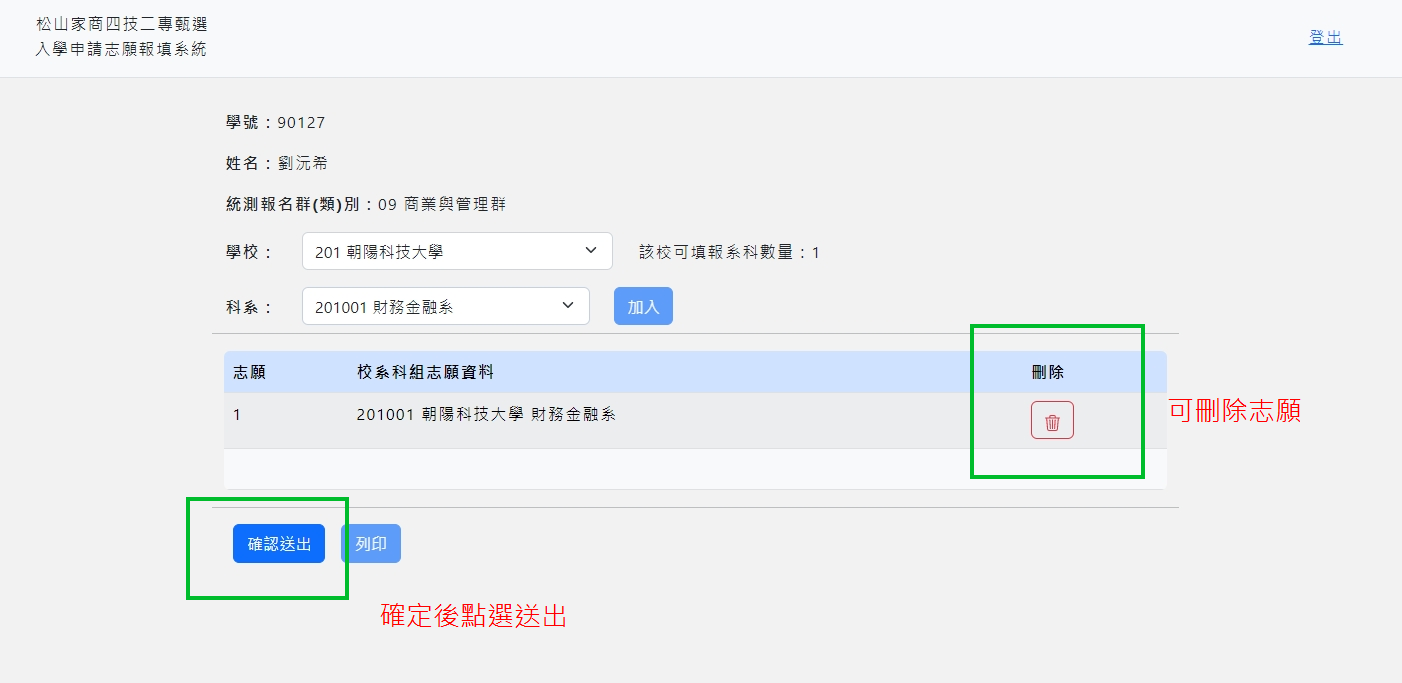 松山家商四技二專甄選
入學申請志願報填系統
登出
學號：90127
姓名：劉沅希
統測報名群(類)別：09 商業與管理群
學校： 201 朝陽科技大學 該校可填報系科數量：1
科系： 201001 財務金融系 加入
志願 校系科組志願資料 刪除
1 201001 朝陽科技大學 財務金融系
可刪除志願
確認送出 列印
確定後點選送出